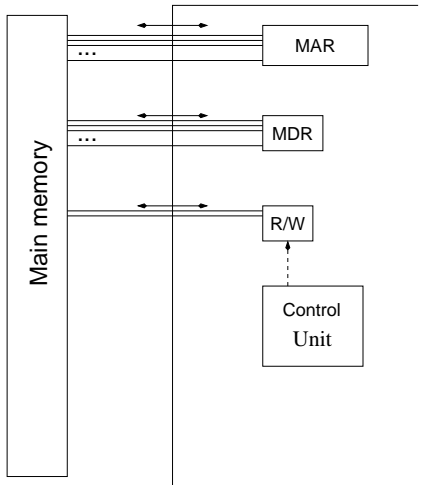 MAR
...
MDR
...
Main memory
R/W
Control
Unit